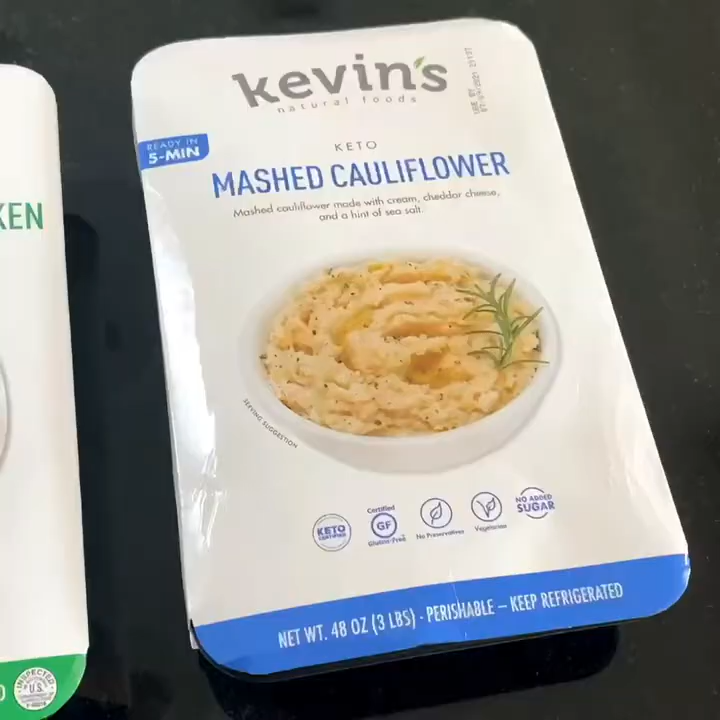 kevin's
natural foods
READY IN
5-MIN
KETO
MASHED CAULIFLOWER
Mashed cauliflower made with cream, cheddar cheese,
and a hint of sea salt.
SERVING SUGGESTION
KETO
CERTIFIED
Certified
GF
Gluten-Free
No Preservatives
Vegetarian
NO ADDED
SUGAR
NET WT. 48 OZ (3 LBS) · PERISHABLE – KEEP REFRIGERATED
KEN
INSPECTED
U.S.